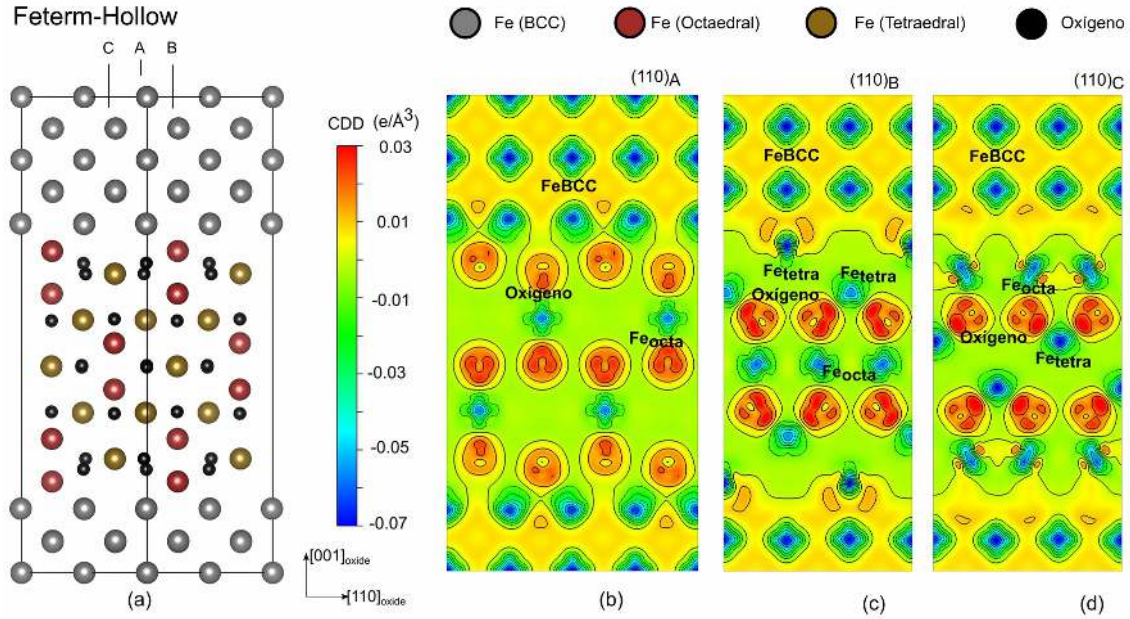 Feterm-Hollow
Fe (BCC)
Fe (Octaedral)
Fe (Tetraedral)
Oxígeno
C A B
CDD (e/Å3)
0.03
0.01
-0.01
-0.03
-0.05
-0.07
[001]oxide
[110]oxide
(a)
(110)A
FeBCC
Oxígeno
Feocta
(b)
(110)B
FeBCC
Fetetra
Fetetra
Oxígeno
Feocta
(c)
(110)C
FeBCC
Feocta
Oxígeno
Fetetra
(d)